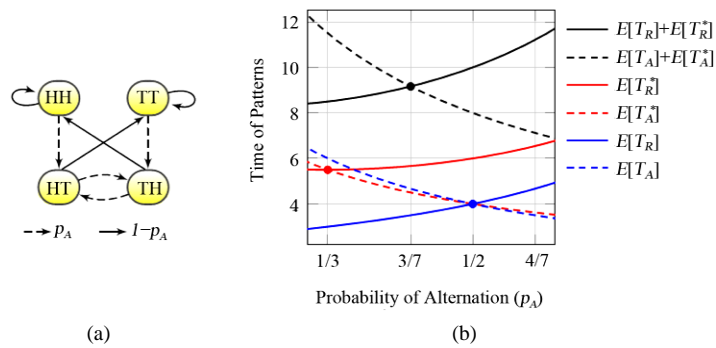 HH
TT
HT
TH
p_A
1−p_A
(a)
Time of Patterns
12
10
8
6
4
1/3
3/7
1/2
4/7
Probability of Alternation (p_A)
E[T_R]+E[T_R^*]
E[T_A]+E[T_A^*]
E[T_R^*]
E[T_A^*]
E[T_R]
E[T_A]
(b)